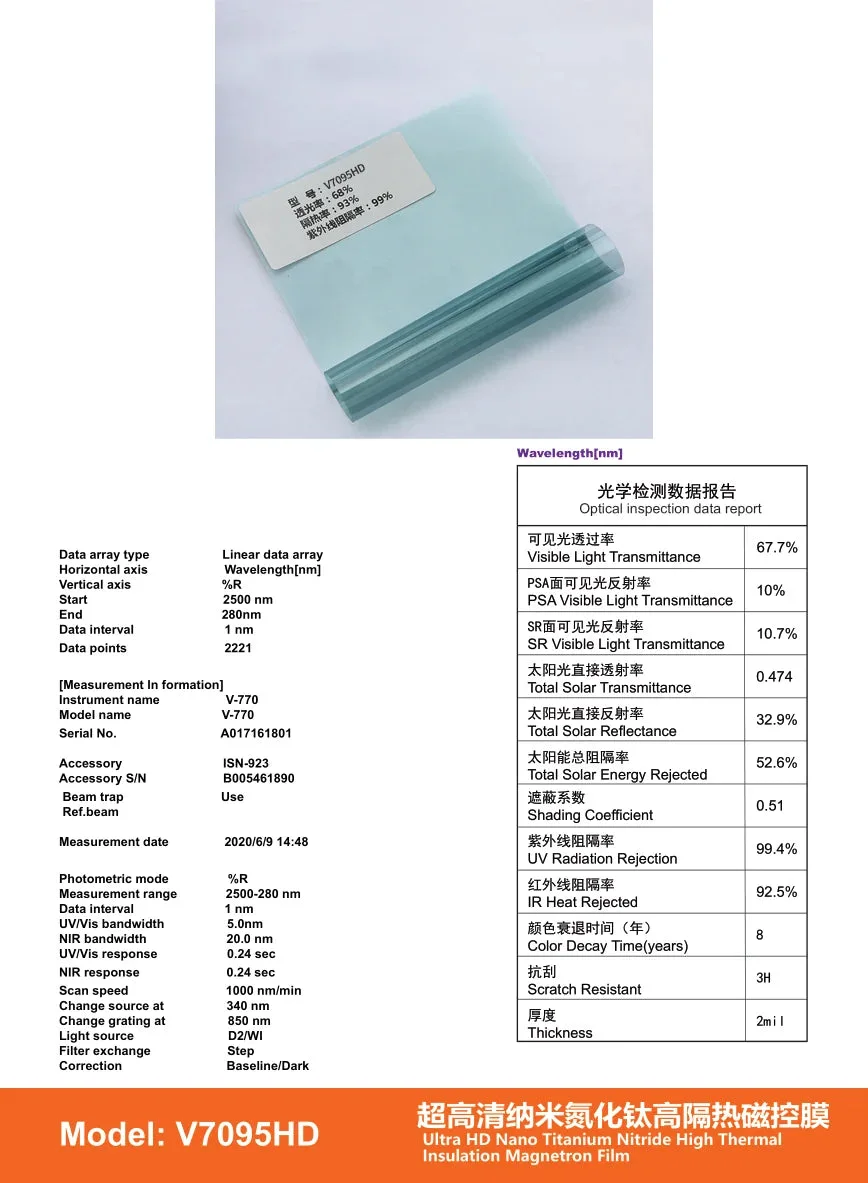 型 号：V7095HD
透光率：68%
隔热率：93%
紫外线阻隔率：99%
Data array type Linear data array
Horizontal axis Wavelength[nm]
Vertical axis %R
Start 2500 nm
End 280nm
Data interval 1 nm
Data points 2221
[Measurement In formation]
Instrument name V-770
Model name V-770
Serial No. A017161801
Accessory ISN-923
Accessory S/N B005461890
Beam trap Use
Ref.beam
Measurement date 2020/6/9 14:48
Photometric mode %R
Measurement range 2500-280 nm
Data interval 1 nm
UV/Vis bandwidth 5.0nm
NIR bandwidth 20.0 nm
UV/Vis response 0.24 sec
NIR response 0.24 sec
Scan speed 1000 nm/min
Change source at 340 nm
Change grating at 850 nm
Light source D2/WI
Filter exchange Step
Correction Baseline/Dark
Wavelength[nm]
光学检测数据报告
Optical inspection data report
可见光透过率
Visible Light Transmittance 67.7%
PSA面可见光反射率
PSA Visible Light Transmittance 10%
SR面可见光反射率
SR Visible Light Transmittance 10.7%
太阳光直接透射率
Total Solar Transmittance 0.474
太阳光直接反射率
Total Solar Reflectance 32.9%
太阳能总阻隔率
Total Solar Energy Rejected 52.6%
遮蔽系数
Shading Coefficient 0.51
紫外线阻隔率
UV Radiation Rejection 99.4%
红外线阻隔率
IR Heat Rejected 92.5%
颜色衰退时间（年）
Color Decay Time(years) 8
抗刮
Scratch Resistant 3H
厚度
Thickness 2mil
Model: V7095HD
超高清纳米氮化钛高隔热磁控膜
Ultra HD Nano Titanium Nitride High Thermal
Insulation Magnetron Film